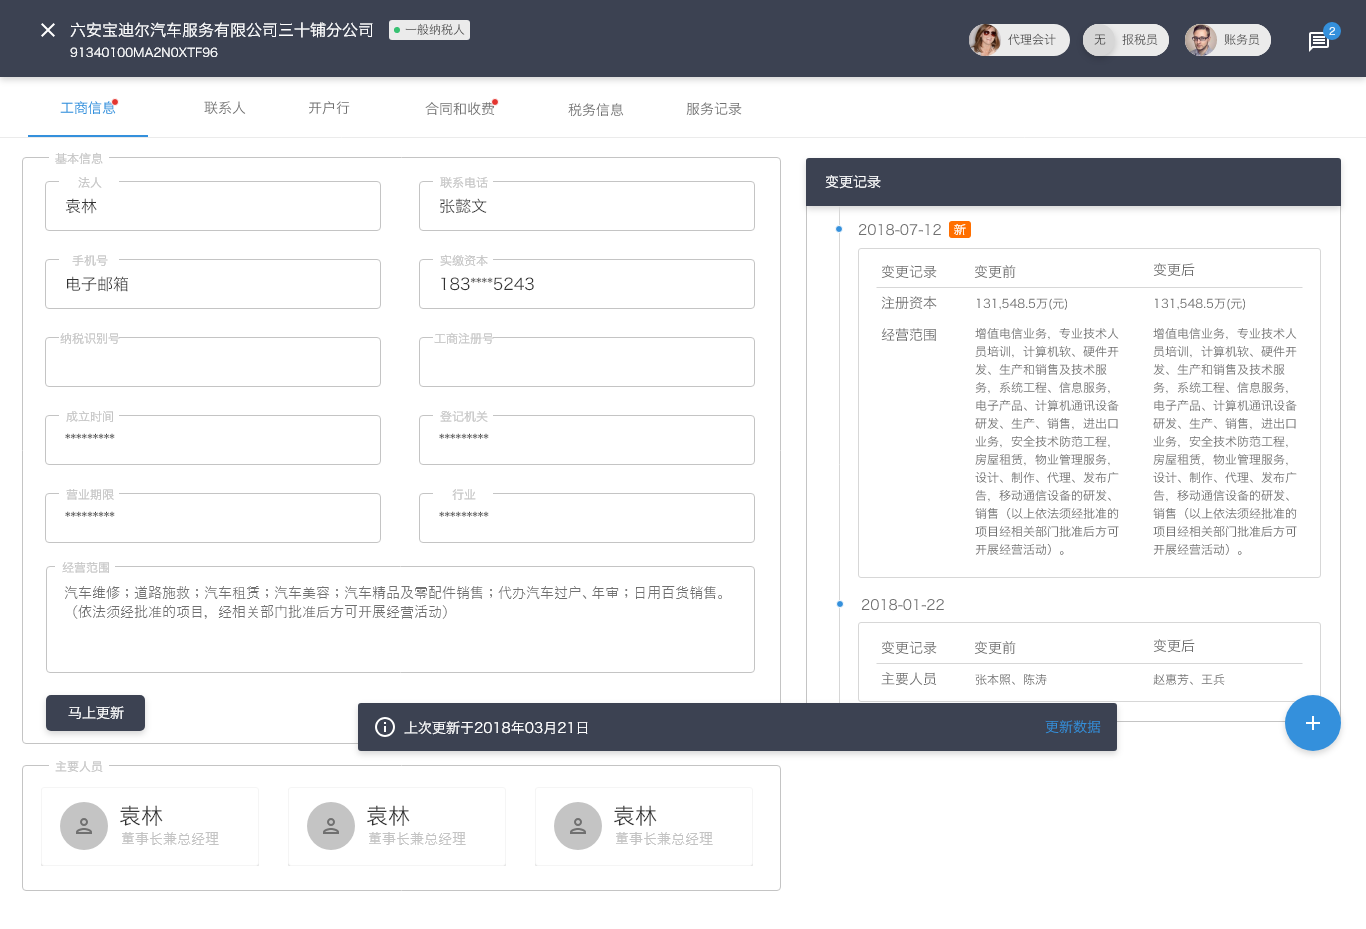 六安宝迪尔汽车服务有限公司三十铺分公司
一般纳税人
91340100MA2N0XTF96
代理会计
无
报税员
账务员
2
工商信息
联系人
开户行
合同和收费
税务信息
服务记录
基本信息
法人
袁林
联系电话
张懿文
手机号
电子邮箱
实缴资本
183****5243
纳税识别号
工商注册号
成立时间
*********
登记机关
*********
营业期限
*********
行业
*********
经营范围
汽车维修；道路施救；汽车租赁；汽车美容；汽车精品及零配件销售；代办汽车过户、年审；日用百货销售。
（依法须经批准的项目，经相关部门批准后方可开展经营活动）
马上更新
变更记录
2018-07-12
新
变更记录
变更前
变更后
注册资本
131,548.5万(元)
131,548.5万(元)
经营范围
增值电信业务，专业技术人
员培训，计算机软、硬件开
发、生产和销售及技术服
务，系统工程、信息服务，
电子产品、计算机通讯设备
研发、生产、销售，进出口
业务，安全技术防范工程，
房屋租赁，物业管理服务，
设计、制作、代理、发布广
告，移动通信设备的研发、
销售（以上依法须经批准的
项目经相关部门批准后方可
开展经营活动）。
增值电信业务，专业技术人
员培训，计算机软、硬件开
发、生产和销售及技术服
务，系统工程、信息服务，
电子产品、计算机通讯设备
研发、生产、销售，进出口
业务，安全技术防范工程，
房屋租赁，物业管理服务，
设计、制作、代理、发布广
告，移动通信设备的研发、
销售（以上依法须经批准的
项目经相关部门批准后方可
开展经营活动）。
2018-01-22
变更记录
变更前
变更后
主要人员
张本照、陈涛
赵惠芳、王兵
上次更新于2018年03月21日
更新数据
主要人员
袁林
董事长兼总经理
袁林
董事长兼总经理
袁林
董事长兼总经理